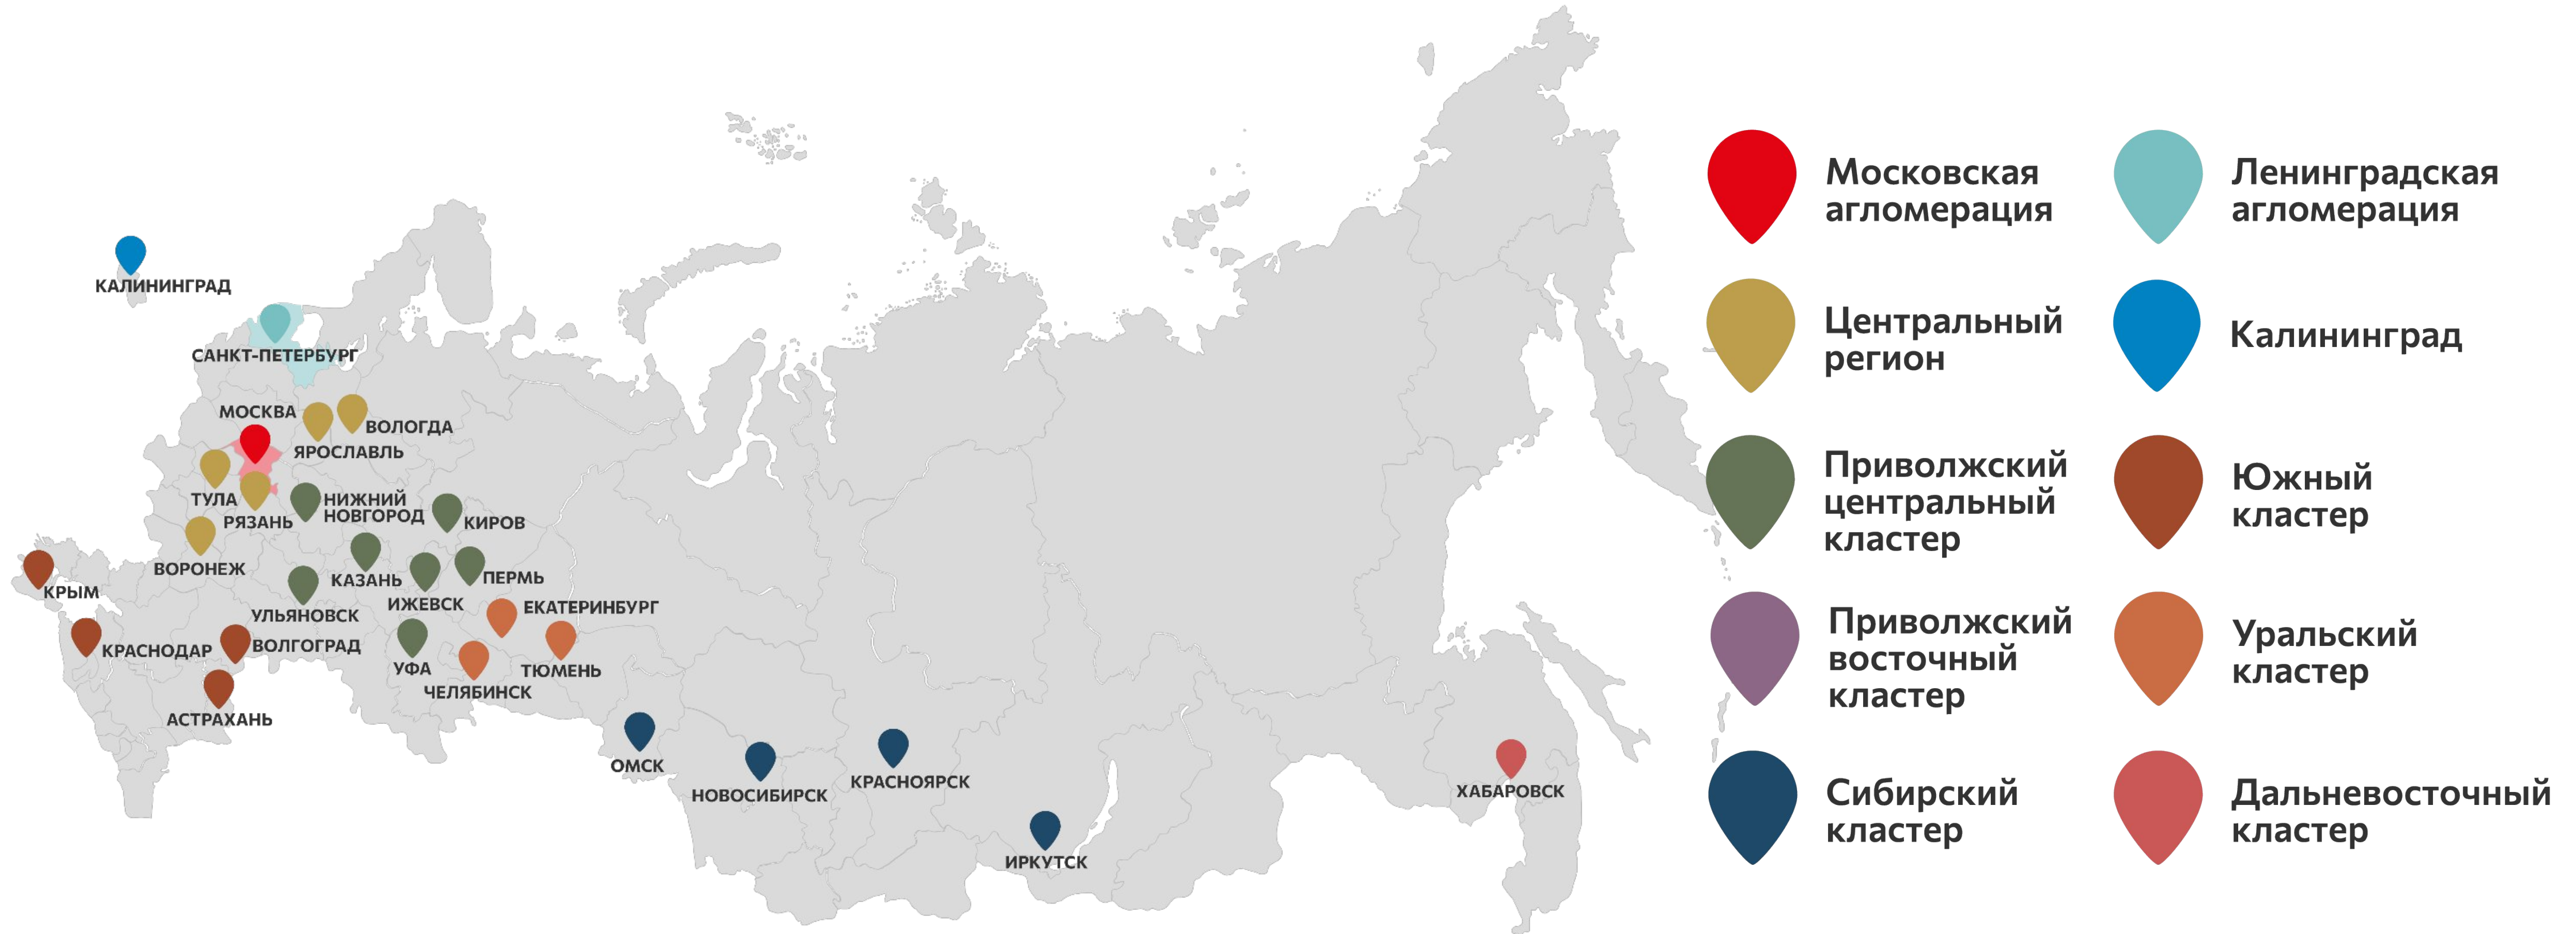 КАЛИНИНГРАД
САНКТ-ПЕТЕРБУРГ
МОСКВА
ВОЛОГДА
ЯРОСЛАВЛЬ
ТУЛА
РЯЗАНЬ
НИЖНИЙ
НОВГОРОД
КИРОВ
ВОРОНЕЖ
КАЗАНЬ
ПЕРМЬ
КРЫМ
ИЖЕВСК
УЛЬЯНОВСК
ЕКАТЕРИНБУРГ
КРАСНОДАР
ВОЛГОГРАД
УФА
ТЮМЕНЬ
ЧЕЛЯБИНСК
АСТРАХАНЬ
ОМСК
НОВОСИБИРСК
КРАСНОЯРСК
ИРКУТСК
ХАБАРОВСК
Московская
агломерация
Центральный
регион
Приволжский
центральный
кластер
Приволжский
восточный
кластер
Сибирский
кластер
Ленинградская
агломерация
Калининград
Южный
кластер
Уральский
кластер
Дальневосточный
кластер